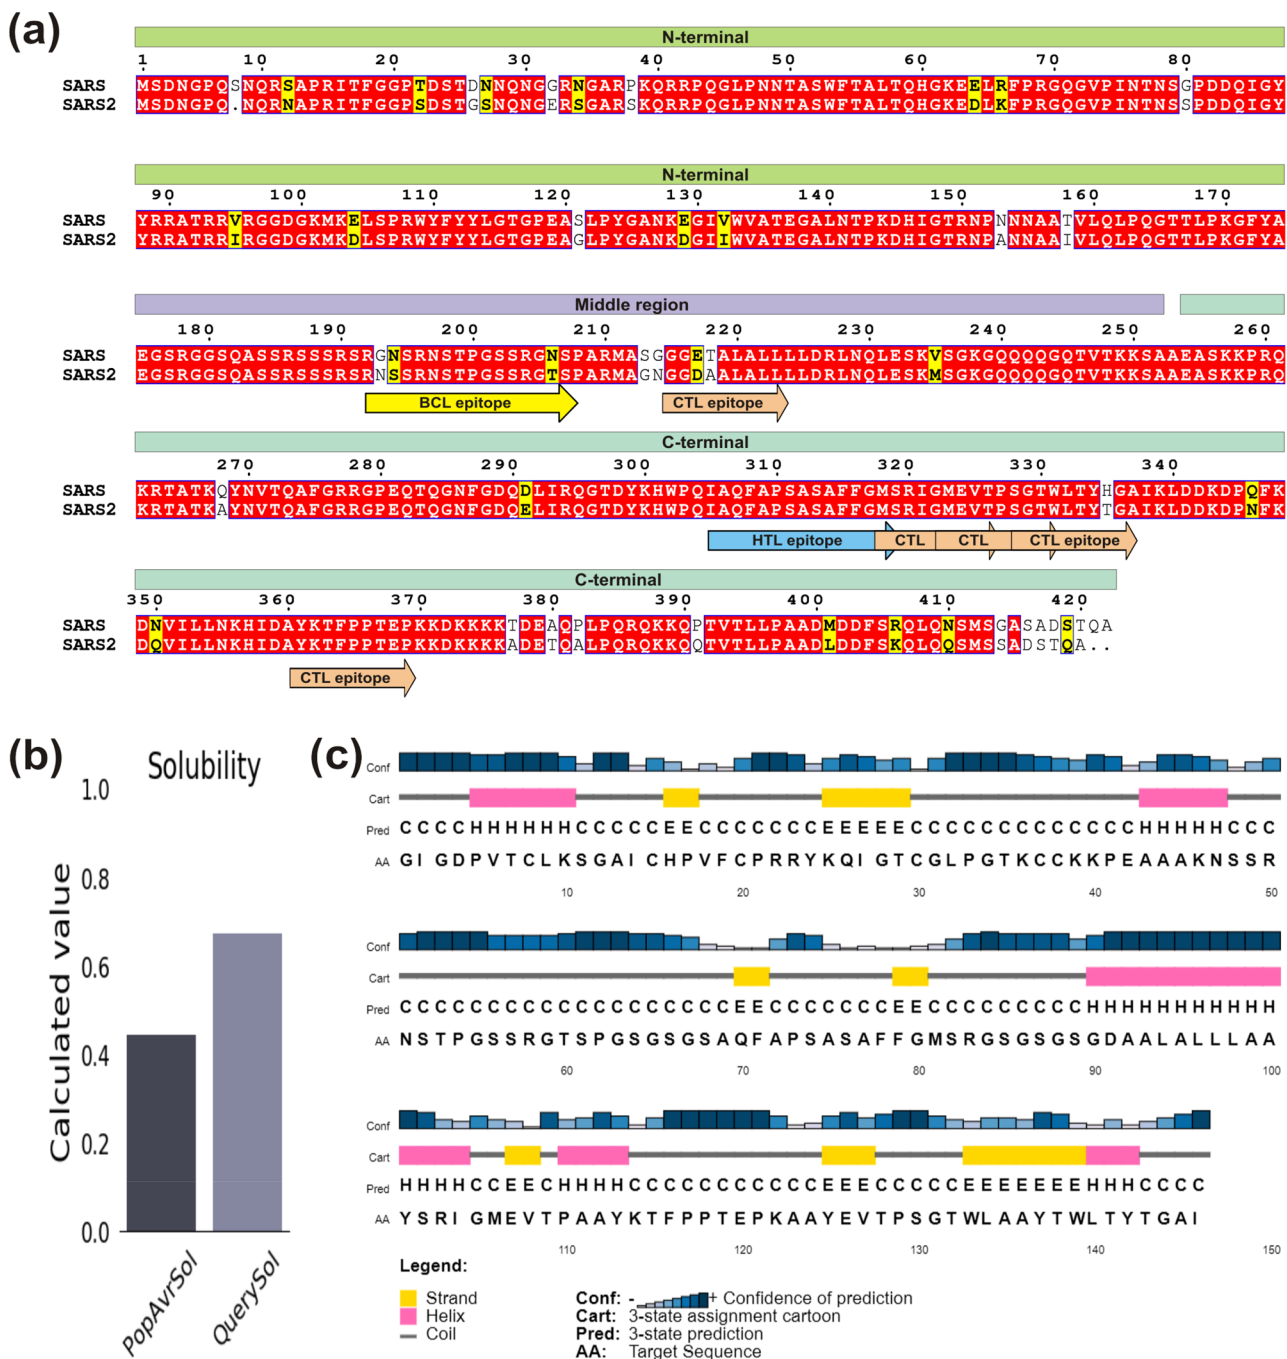 (a)
N-terminal
1 10 20 30 40 50 60 70 80
SARS MSDNGPQSNQRSAPRITFGGPTDSTDNNQNGGRNGARPKQRRPQGLPNNTASWFTALTQHGKEELRFPRGQGVPINTNSGPDDQIGY
SARS2 MSDNGPQ.NQRNAPRITFGGPSDSTGSNQNGERSGARSKQRRPQGLPNNTASWFTALTQHGKEDLKFPRGQGVPINTNSSPDDQIGY
N-terminal
90 100 110 120 130 140 150 160 170
SARS YRRATRRVRGGDGKMKELSPRWYFYYLGTGPEASLPYGANKEGIVWVATEGALNTPKDHIGTRNPNNNAATVLQLPQGTTLPKGFYA
SARS2 YRRATRRIRGGDGKMKDLSPRWYFYYLGTGPEAGLPYGANKDGIIWVATEGALNTPKDHIGTRNPANNAAIVLQLPQGTTLPKGFYA
Middle region
180 190 200 210 220 230 240 250 260
SARS EGSRGGSQASSRSSSRSRGNSRNSTPGSSRGNSPARMASGGGETALALLLLDRLNQLESKVSGKGQQQQGQTVTKKSAAEASKKPRQ
SARS2 EGSRGGSQASSRSSSRSRNSSRNSTPGSSRGTSPARMAGNGGDAALALLLLDRLNQLESKMSGKGQQQQGQTVTKKSAAEASKKPRQ
BCL epitope CTL epitope
C-terminal
270 280 290 300 310 320 330 340
SARS KRTATKQYNVTQAFGRRGPEQTQGNFGDQDLIRQGTDYKHWPQIAQFAPSASAFFGMSRIGMEVTPSGTWLTYHGAIKLDDKDPQFK
SARS2 KRTATKAYNVTQAFGRRGPEQTQGNFGDQELIRQGTDYKHWPQIAQFAPSASAFFGMSRIGMEVTPSGTWLTYTGAIKLDDKDPNFK
HTL epitope CTL CTL CTL epitope
C-terminal
350 360 370 380 390 400 410 420
SARS DNVILLNKHIDAYKTFPPTEPKKDKKKKTDEAQPLPQRQKKQPTVTLLPAADMDDFSRQLQNSMSGASADSTQA
SARS2 DQVILLNKHIDAYKTFPPTEPKKDKKKKADETQALPQRQKKQQTVTLLPAADLDDFSKQLQQSMSSADSTQA..
CTL epitope
(b)
Solubility
Calculated value
1.0
0.8
0.6
0.4
0.2
0.0
PopAvrSol QuerySol
(c)
Conf
Cart
Pred CCCCHHHHHHCCCCCEECCCCCCCEEEEECCCCCCCCCCCCCHHHHHCCC
AA GIGDPVTCLKSGAICHPVFCPRRYKQIGTCGLPGTKCCKKPEAAAKNSSR
10 20 30 40 50
Conf
Cart
Pred CCCCCCCCCCCCCCCCCCCEECCCCCCCEECCCCCCCCCHHHHHHHHHHH
AA NSTPGSSRGTSPGSGSGSAQFAPSASAFFGMSRGSGSGSGDAALALLLAA
60 70 80 90 100
Conf
Cart
Pred HHHHCCEECHHHHCCCCCCCCCCCEEECCCCCEEEEEEEHHHCCCC
AA YSRIGMEVTPAAYKTFPPTEPKAAYEVTPSGTWLAAYTWLTYTGAI
110 120 130 140 150
Legend:
Strand
Helix
Coil
Conf: - + Confidence of prediction
Cart: 3-state assignment cartoon
Pred: 3-state prediction
AA: Target Sequence